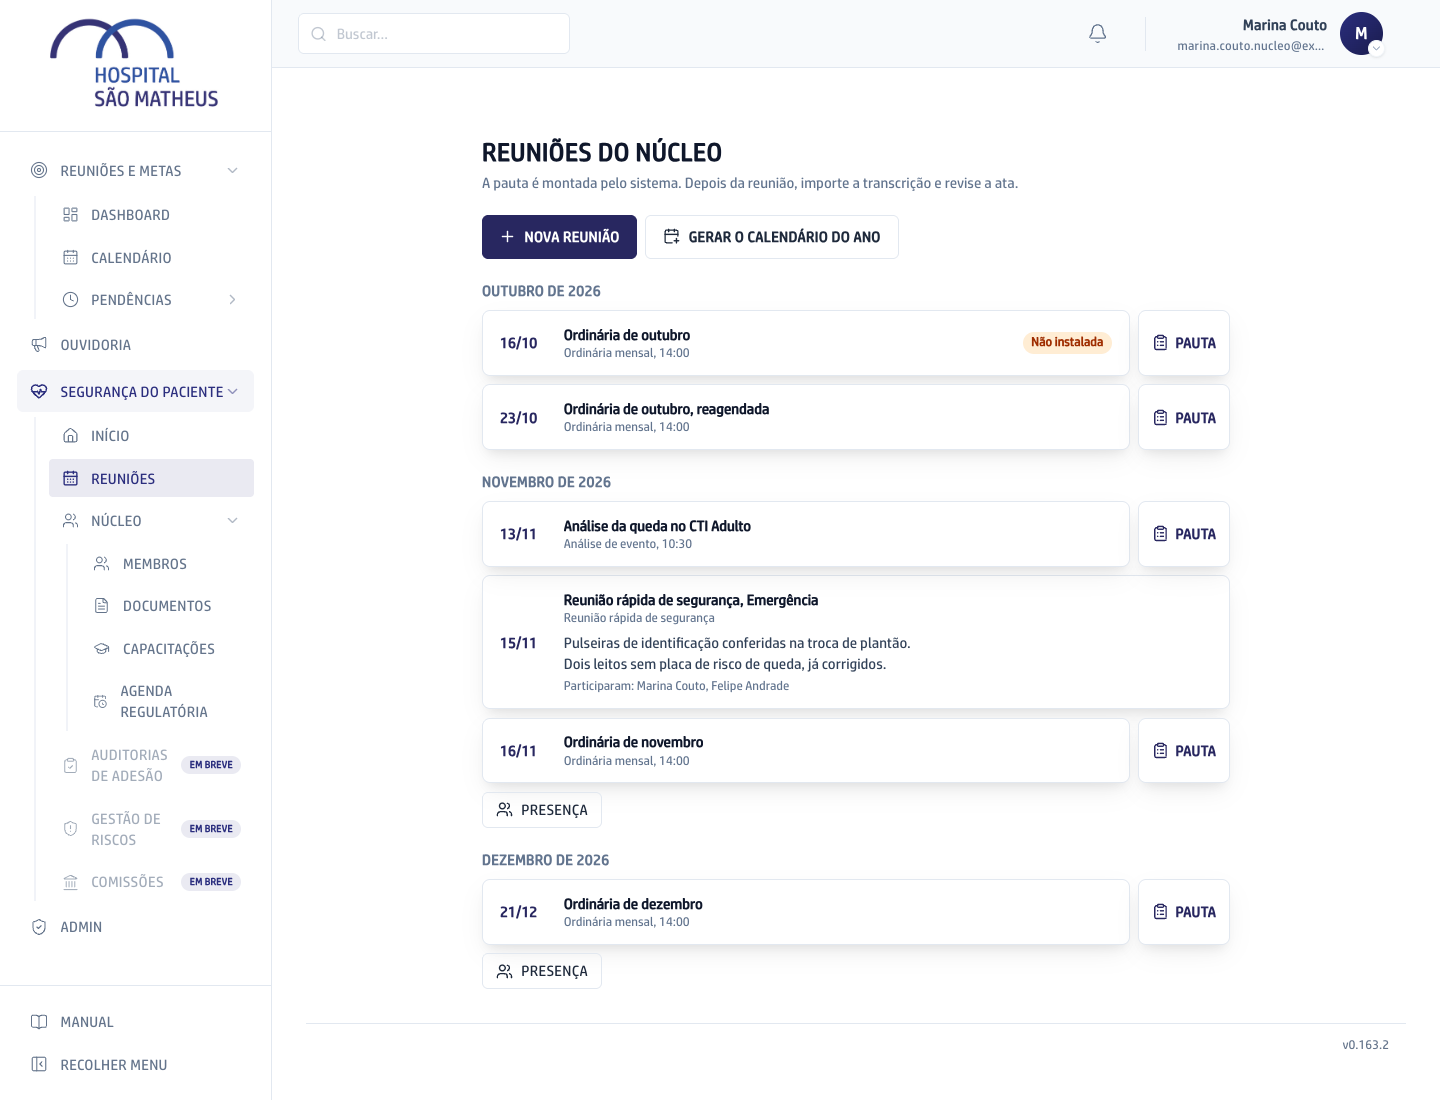 HOSPITAL
SÃO MATHEUS
Buscar...
Marina Couto
marina.couto.nucleo@ex...
M
REUNIÕES E METAS
DASHBOARD
CALENDÁRIO
PENDÊNCIAS
OUVIDORIA
SEGURANÇA DO PACIENTE
INÍCIO
REUNIÕES
NÚCLEO
MEMBROS
DOCUMENTOS
CAPACITAÇÕES
AGENDA
REGULATÓRIA
AUDITORIAS
DE ADESÃO
EM BREVE
GESTÃO DE
RISCOS
EM BREVE
COMISSÕES
EM BREVE
ADMIN
MANUAL
RECOLHER MENU
REUNIÕES DO NÚCLEO
A pauta é montada pelo sistema. Depois da reunião, importe a transcrição e revise a ata.
NOVA REUNIÃO
GERAR O CALENDÁRIO DO ANO
OUTUBRO DE 2026
16/10
Ordinária de outubro
Ordinária mensal, 14:00
Não instalada
PAUTA
23/10
Ordinária de outubro, reagendada
Ordinária mensal, 14:00
PAUTA
NOVEMBRO DE 2026
13/11
Análise da queda no CTI Adulto
Análise de evento, 10:30
PAUTA
15/11
Reunião rápida de segurança, Emergência
Reunião rápida de segurança
Pulseiras de identificação conferidas na troca de plantão.
Dois leitos sem placa de risco de queda, já corrigidos.
Participaram: Marina Couto, Felipe Andrade
16/11
Ordinária de novembro
Ordinária mensal, 14:00
PAUTA
PRESENÇA
DEZEMBRO DE 2026
21/12
Ordinária de dezembro
Ordinária mensal, 14:00
PAUTA
PRESENÇA
v0.163.2